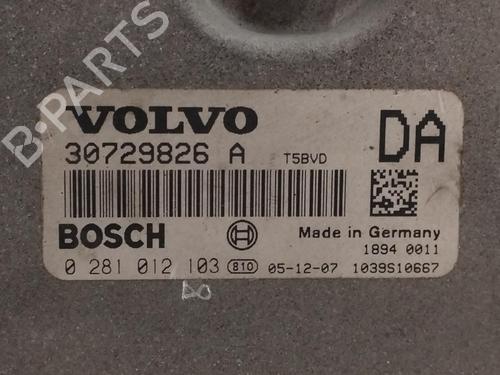 B-PARTS
VOLVO
DA
30729826 A T5BVD
BOSCH
Made in Germany
1894 0011
0 281 012 103 810 05-12-07 1039S10667